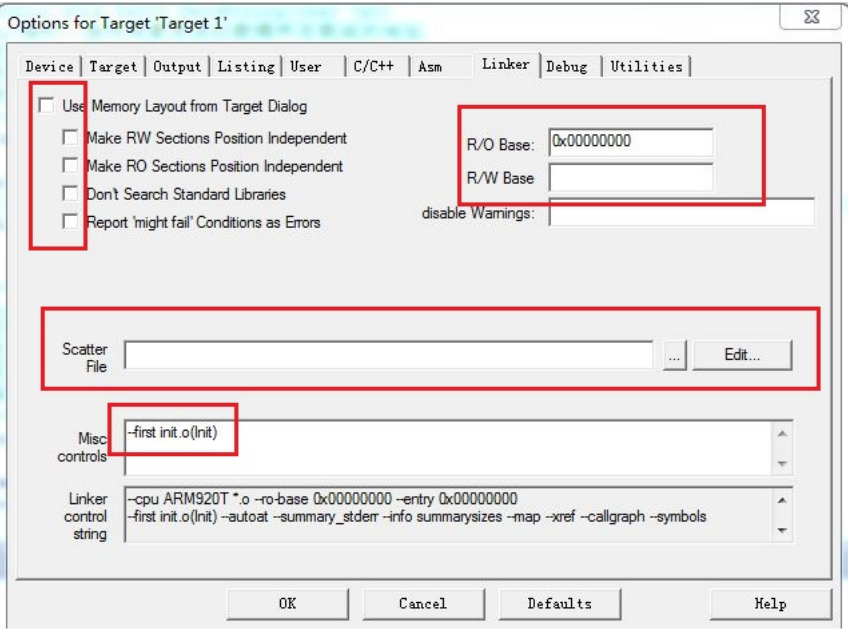 Options for Target 'Target 1'
Device Target Output Listing User C/C++ Asm Linker Debug Utilities
Use Memory Layout from Target Dialog
Make RW Sections Position Independent
Make RO Sections Position Independent
Don't Search Standard Libraries
Report 'might fail' Conditions as Errors
R/O Base: 0x00000000
R/W Base
disable Warnings:
Scatter
File
... Edit...
Misc
controls
--first init.o(Init)
Linker
control
string
--cpu ARM920T *.o --ro-base 0x00000000 --entry 0x00000000
--first init.o(Init) --autoat --summary_stderr --info summarysizes --map --xref --callgraph --symbols
OK Cancel Defaults Help